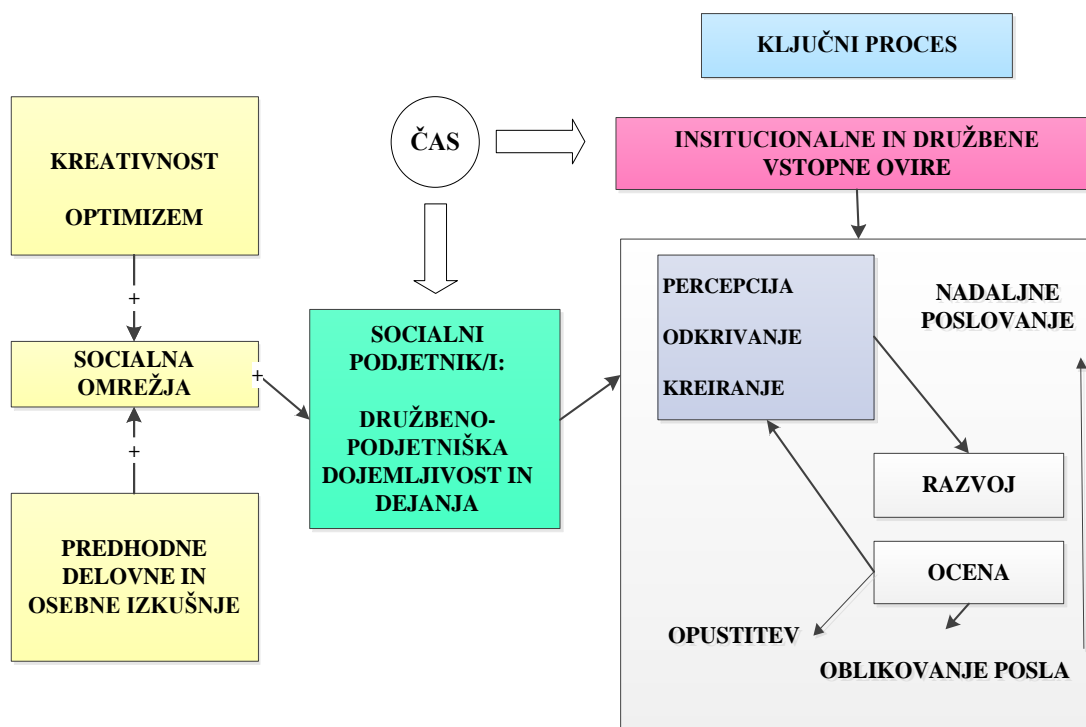 KLJUČNI PROCES
KREATIVNOST
OPTIMIZEM
ČAS
INSITUCIONALNE IN DRUŽBENE
VSTOPNE OVIRE
+
SOCIALNA
OMREŽJA
+
+
PREDHODNE
DELOVNE IN
OSEBNE IZKUŠNJE
SOCIALNI
PODJETNIK/I:
DRUŽBENO-
PODJETNIŠKA
DOJEMLJIVOST IN
DEJANJA
PERCEPCIJA
ODKRIVANJE
KREIRANJE
NADALJNE
POSLOVANJE
RAZVOJ
OCENA
OPUSTITEV
OBLIKOVANJE POSLA